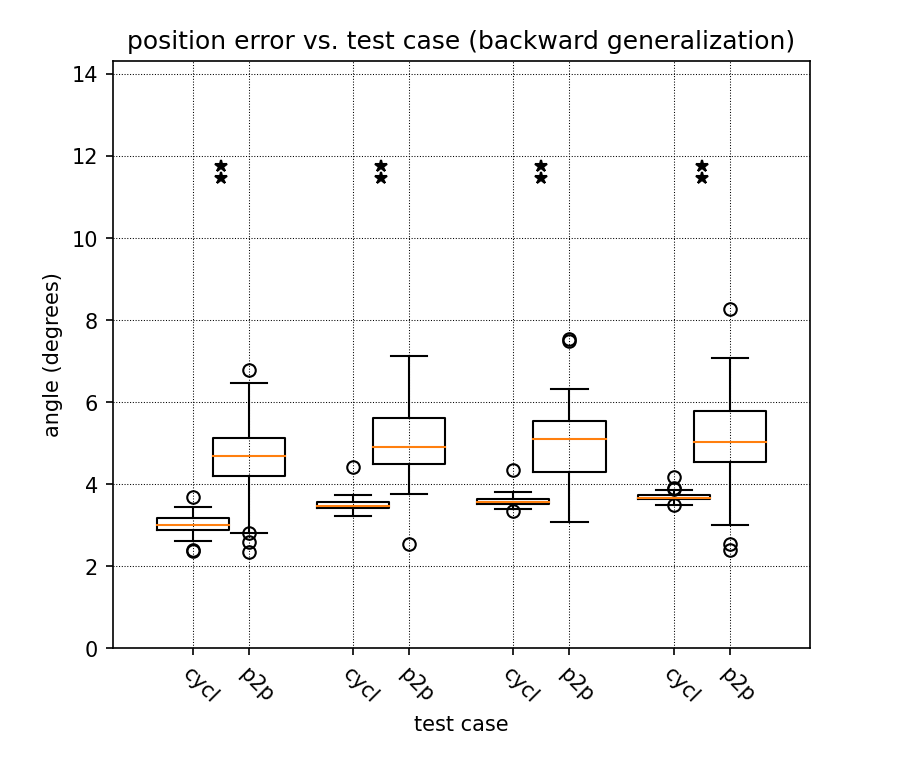 position error vs. test case (backward generalization)
14
12
10
8
6
4
2
0
angle (degrees)
cycl p2p cycl p2p cycl p2p cycl p2p
test case